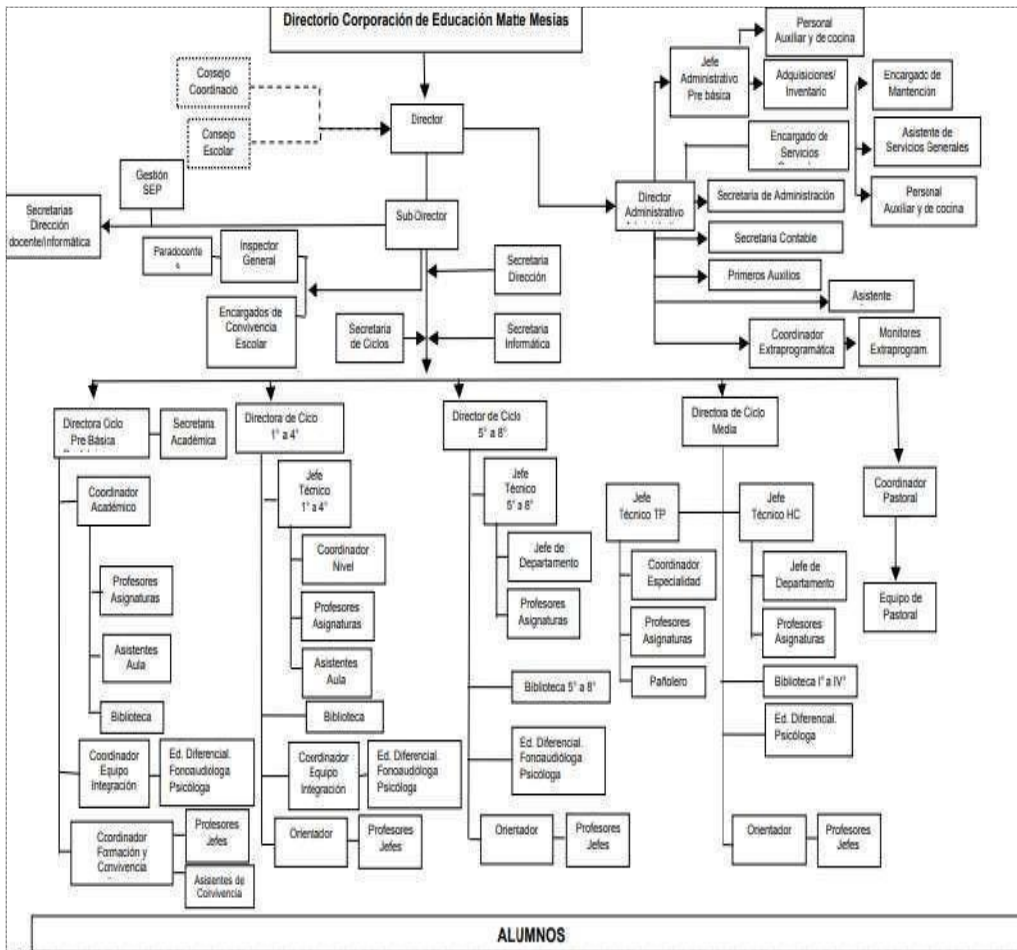 Directorio Corporación de Educación Matte Mesías
Consejo
Coordinació
Consejo
Escolar
Director
Jefe
Administrativo
Pre básica
Personal
Auxiliar y de cocina
Adquisiciones/
Inventario
Encargado de
Mantención
Encargado de
Servicios
Asistente de
Servicios Generales
Personal
Auxiliar y de cocina
Gestión
SEP
Secretarias
Dirección
docente/informática
Sub-Director
Director
Administrativo
Secretaria de Administración
Secretaria Contable
Primeros Auxilios
Asistente
Coordinador
Extraprogramática
Monitores
Extraprogram.
Paradocente
s
Inspector
General
Encargados de
Convivencia
Escolar
Secretaria
Dirección
Secretaria
de Ciclos
Secretaria
Informática
Directora Ciclo
Pre Básica
Secretaria
Académica
Directora de Ciclo
1° a 4°
Director de Ciclo
5° a 8°
Directora de Ciclo
Media
Coordinador
Académico
Profesores
Asignaturas
Asistentes
Aula
Biblioteca
Coordinador
Equipo
Integración
Ed. Diferencial.
Fonoaudióloga
Psicóloga
Coordinador
Formación y
Convivencia
Profesores
Jefes
Asistentes de
Convivencia
Jefe
Técnico
1° a 4°
Coordinador
Nivel
Profesores
Asignaturas
Asistentes
Aula
Biblioteca
Coordinador
Equipo
Integración
Ed. Diferencial.
Fonoaudióloga
Psicóloga
Orientador
Profesores
Jefes
Jefe
Técnico
5° a 8°
Jefe de
Departamento
Profesores
Asignaturas
Biblioteca 5° a 8°
Ed. Diferencial.
Fonoaudióloga
Psicóloga
Orientador
Profesores
Jefes
Jefe
Técnico TP
Coordinador
Especialidad
Profesores
Asignaturas
Pañolero
Jefe
Técnico HC
Jefe de
Departamento
Profesores
Asignaturas
Biblioteca I° a IV°
Ed. Diferencial.
Psicóloga
Orientador
Profesores
Jefes
Coordinador
Pastoral
Equipo de
Pastoral
ALUMNOS